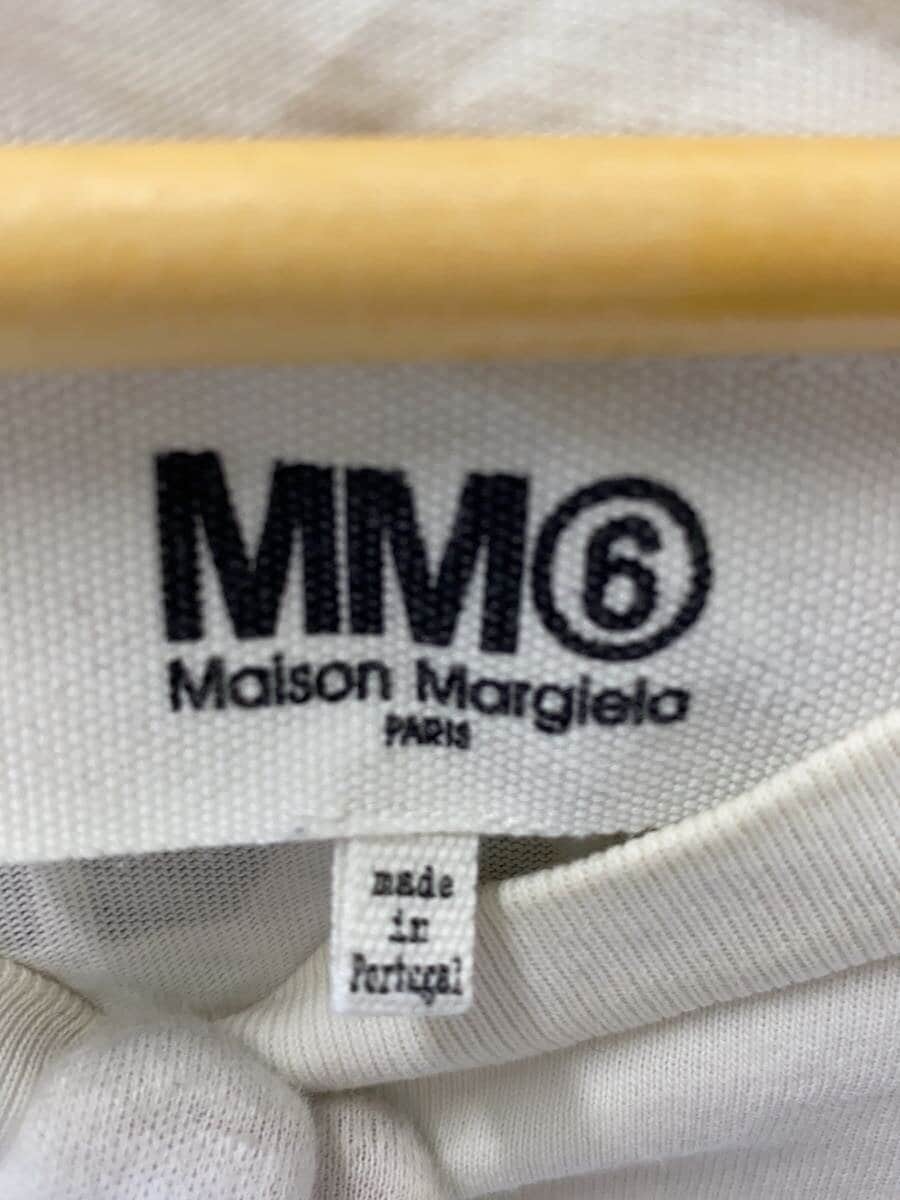 MM⑥
Maison Margiela
PARIS
made
in
Portugal